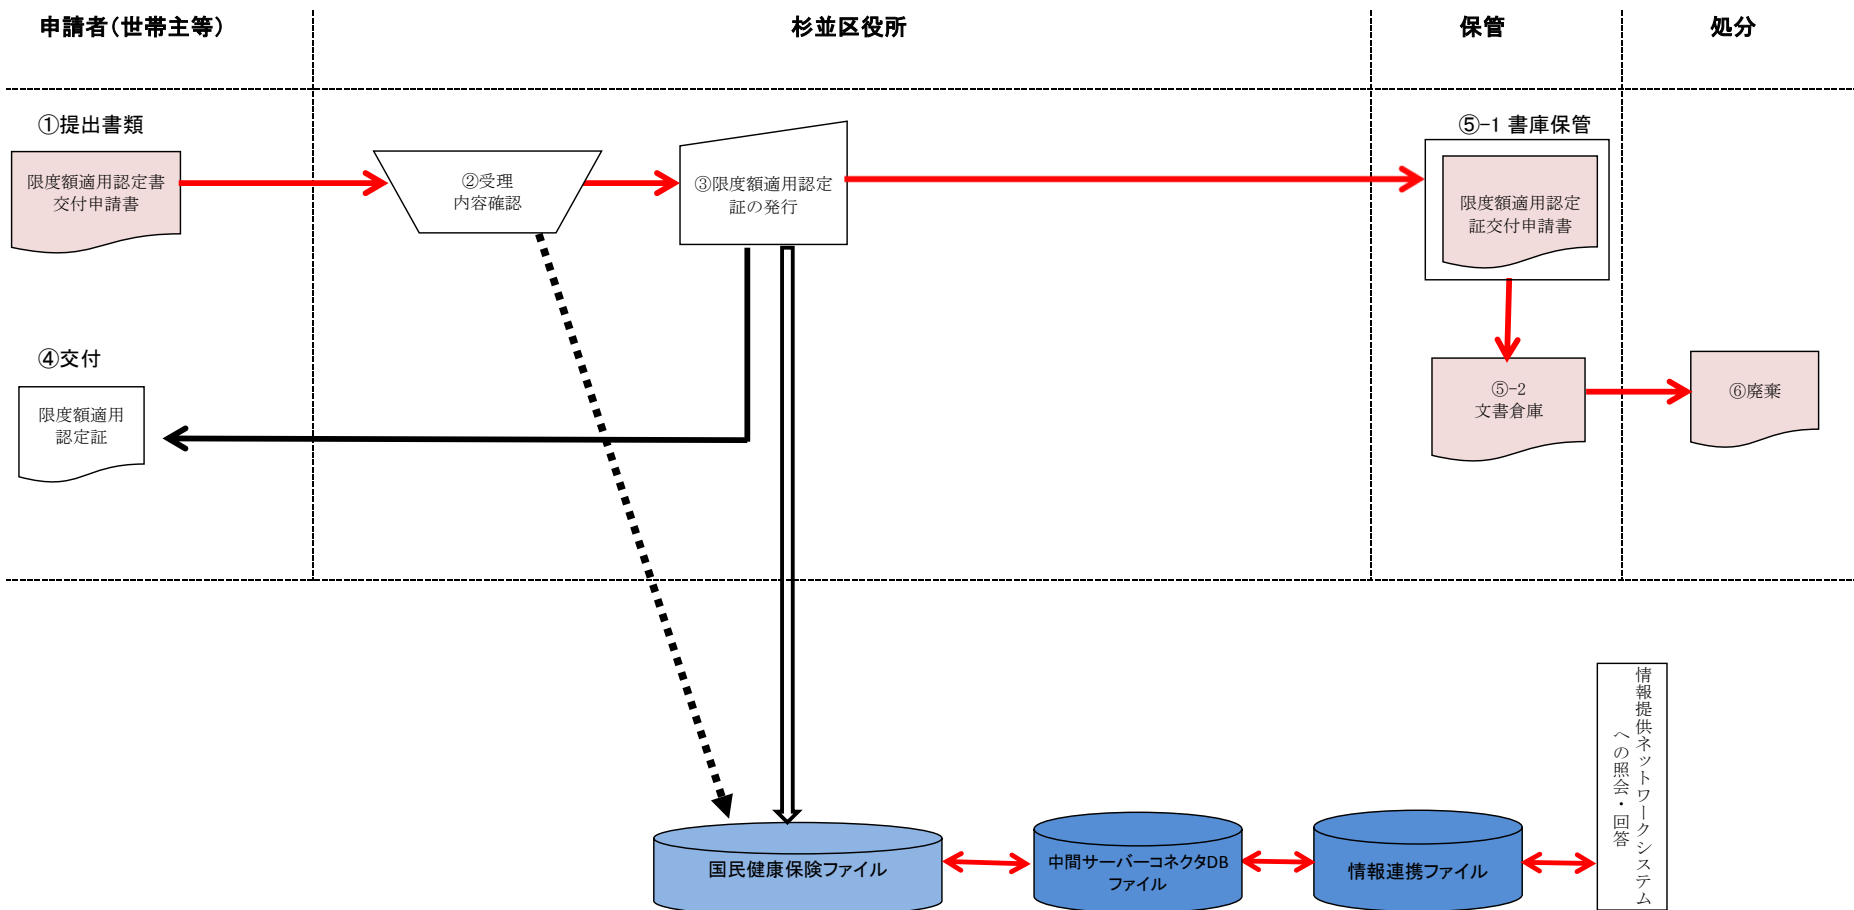 申請者(世帯主等)
杉並区役所
保管
処分
①提出書類
限度額適用認定書
交付申請書
②受理
内容確認
③限度額適用認定
証の発行
⑤-1 書庫保管
限度額適用認定
証交付申請書
④交付
限度額適用
認定証
⑤-2
文書倉庫
⑥廃棄
国民健康保険ファイル
中間サーバーコネクタDB
ファイル
情報連携ファイル
情報提供ネットワークシステム
への照会・回答